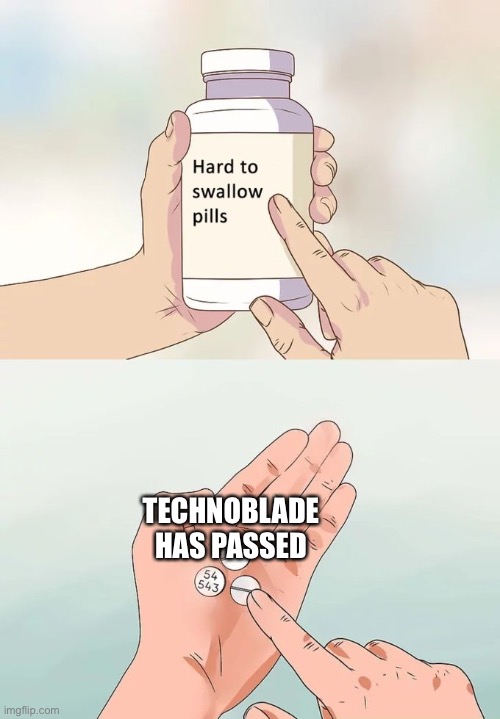 Hard to
swallow
pills
TECHNOBLADE
HAS PASSED
54
543
imgflip.com